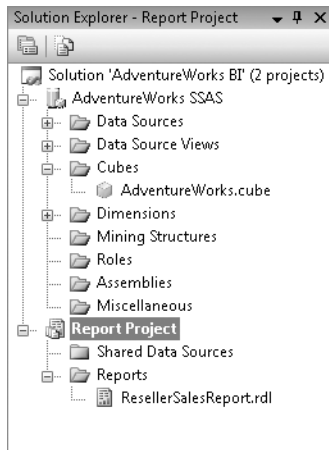 Solution Explorer - Report Project
Solution 'AdventureWorks BI' (2 projects)
AdventureWorks SSAS
Data Sources
Data Source Views
Cubes
AdventureWorks.cube
Dimensions
Mining Structures
Roles
Assemblies
Miscellaneous
Report Project
Shared Data Sources
Reports
ResellerSalesReport.rdl